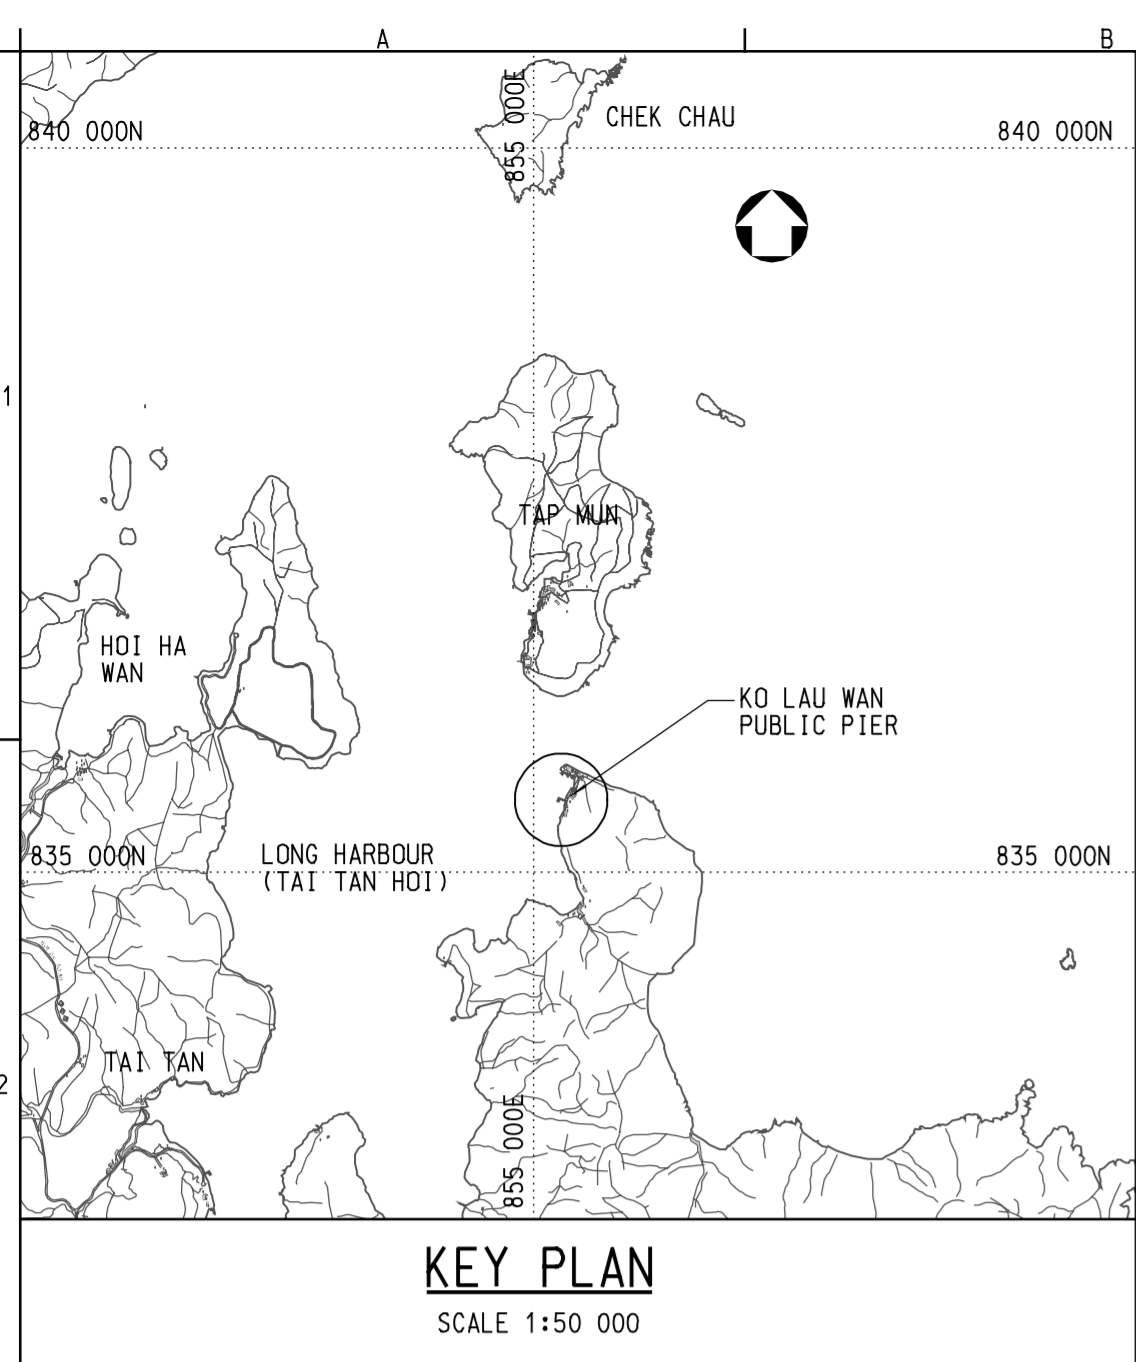 A
B
855 000E
CHEK CHAU
840 000N
840 000N
1
TAP MUN
HOI HA
WAN
KO LAU WAN
PUBLIC PIER
835 000N
LONG HARBOUR
(TAI TAN HOI)
835 000N
TAI TAN
2
855 000E
KEY PLAN
SCALE 1:50 000